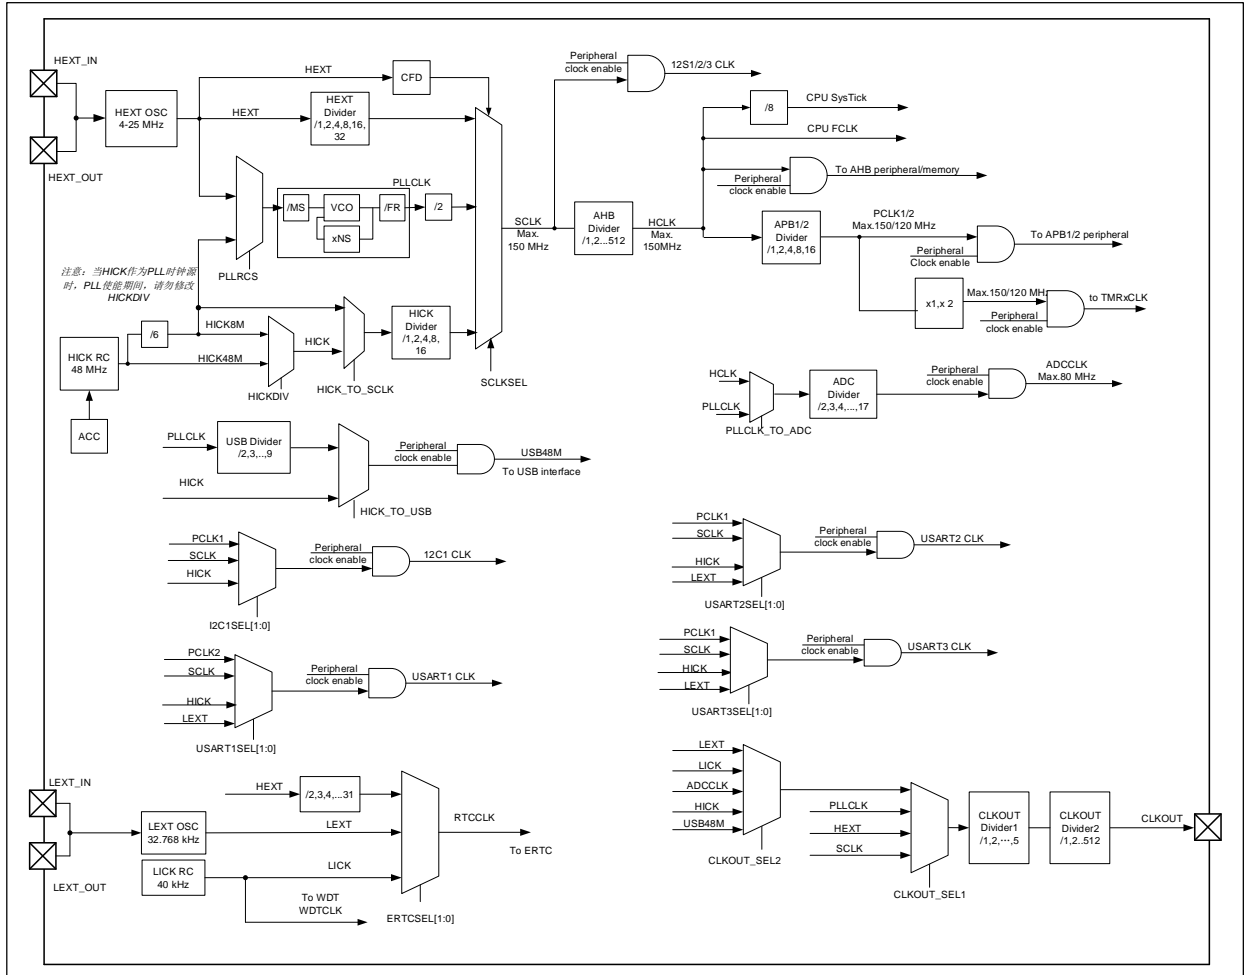 HEXT_IN
HEXT_OUT
HEXT OSC
4-25 MHz
HEXT
CFD
HEXT
HEXT
Divider
/1,2,4,8,16,
32
PLLCLK
/MS
VCO
/FR
xNS
/2
PLLRCS
注意：当HICK作为PLL时钟源
时，PLL使能期间，请勿修改
HICKDIV
/6
HICK8M
HICK RC
48 MHz
HICK48M
HICK
HICKDIV
ACC
HICK_TO_SCLK
HICK
Divider
/1,2,4,8,
16
SCLKSEL
SCLK
Max.
150 MHz
Peripheral
clock enable
12S1/2/3 CLK
AHB
Divider
/1,2...512
HCLK
Max.
150MHz
/8
CPU SysTick
CPU FCLK
Peripheral
clock enable
To AHB peripheral/memory
APB1/2
Divider
/1,2,4,8,16
PCLK1/2
Max.150/120 MHz
Peripheral
Clock enable
To APB1/2 peripheral
x1,x 2
Max.150/120 MHz
Peripheral
clock enable
to TMRxCLK
HCLK
PLLCLK
PLLCLK_TO_ADC
ADC
Divider
/2,3,4,...,17
Peripheral
clock enable
ADCCLK
Max.80 MHz
PLLCLK
USB Divider
/2,3,..,9
HICK
HICK_TO_USB
Peripheral
clock enable
USB48M
To USB interface
PCLK1
SCLK
HICK
I2C1SEL[1:0]
Peripheral
clock enable
12C1 CLK
PCLK1
SCLK
HICK
LEXT
USART2SEL[1:0]
Peripheral
clock enable
USART2 CLK
PCLK2
SCLK
HICK
LEXT
USART1SEL[1:0]
Peripheral
clock enable
USART1 CLK
PCLK1
SCLK
HICK
LEXT
USART3SEL[1:0]
Peripheral
clock enable
USART3 CLK
LEXT_IN
LEXT_OUT
HEXT
/2,3,4,...31
LEXT OSC
32.768 kHz
LEXT
LICK RC
40 kHz
LICK
To WDT
WDTCLK
ERTCSEL[1:0]
RTCCLK
To ERTC
LEXT
LICK
ADCCLK
HICK
USB48M
CLKOUT_SEL2
PLLCLK
HEXT
SCLK
CLKOUT_SEL1
CLKOUT
Divider1
/1,2,···,5
CLKOUT
Divider2
/1,2..512
CLKOUT